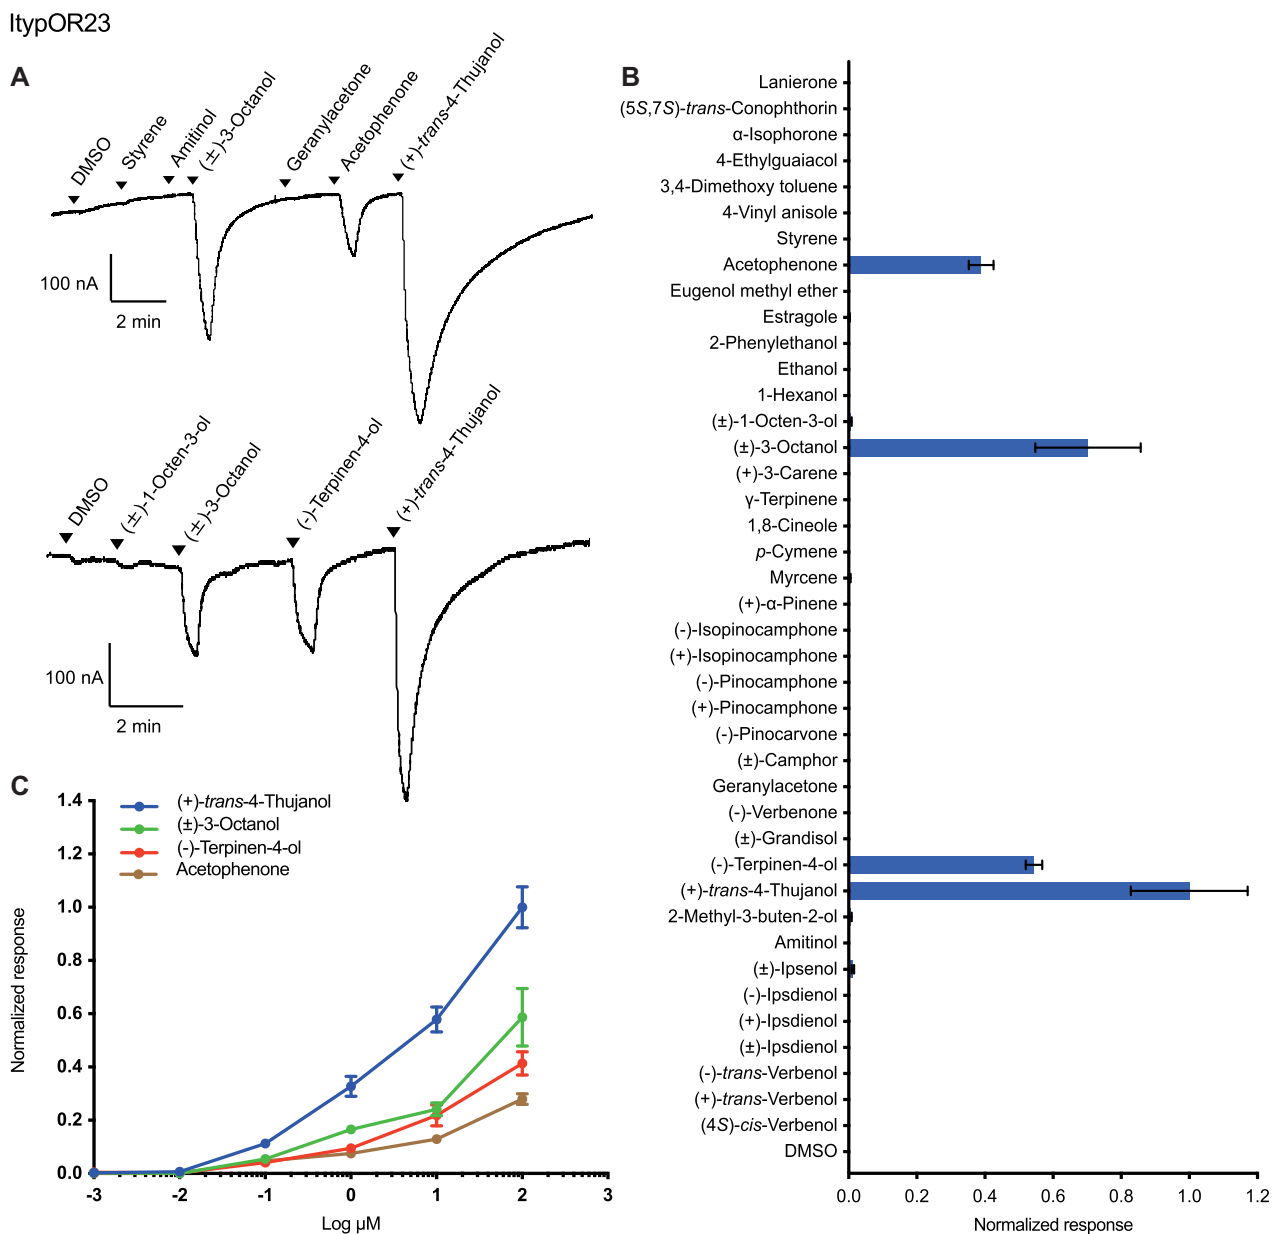 ItypOR23
A
DMSO
Styrene
Amitinol
(±)-3-Octanol
Geranylacetone
Acetophenone
(+)-trans-4-Thujanol
100 nA
2 min
DMSO
(±)-1-Octen-3-ol
(±)-3-Octanol
(-)-Terpinen-4-ol
(+)-trans-4-Thujanol
100 nA
2 min
B
Lanierone
(5S,7S)-trans-Conophthorin
α-Isophorone
4-Ethylguaiacol
3,4-Dimethoxy toluene
4-Vinyl anisole
Styrene
Acetophenone
Eugenol methyl ether
Estragole
2-Phenylethanol
Ethanol
1-Hexanol
(±)-1-Octen-3-ol
(±)-3-Octanol
(+)-3-Carene
γ-Terpinene
1,8-Cineole
p-Cymene
Myrcene
(+)-α-Pinene
(-)-Isopinocamphone
(+)-Isopinocamphone
(-)-Pinocamphone
(+)-Pinocamphone
(-)-Pinocarvone
(±)-Camphor
Geranylacetone
(-)-Verbenone
(±)-Grandisol
(-)-Terpinen-4-ol
(+)-trans-4-Thujanol
2-Methyl-3-buten-2-ol
Amitinol
(±)-Ipsenol
(-)-Ipsdienol
(+)-Ipsdienol
(±)-Ipsdienol
(-)-trans-Verbenol
(+)-trans-Verbenol
(4S)-cis-Verbenol
DMSO
0.0 0.2 0.4 0.6 0.8 1.0 1.2
Normalized response
C
(+)-trans-4-Thujanol
(±)-3-Octanol
(-)-Terpinen-4-ol
Acetophenone
Normalized response
1.4
1.2
1.0
0.8
0.6
0.4
0.2
0.0
-3 -2 -1 0 1 2 3
Log µM